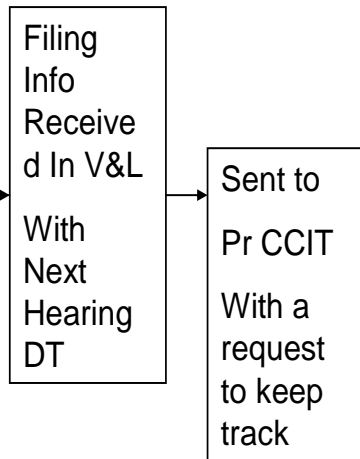 Filing
Info
Receive
d In V&L
With
Next
Hearing
DT
Sent to
Pr CCIT
With a
request
to keep
track